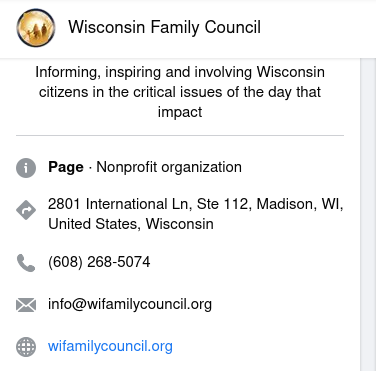 Wisconsin Family Council
Informing, inspiring and involving Wisconsin
citizens in the critical issues of the day that
impact
Page · Nonprofit organization
2801 International Ln, Ste 112, Madison, WI,
United States, Wisconsin
(608) 268-5074
info@wifamilycouncil.org
wifamilycouncil.org